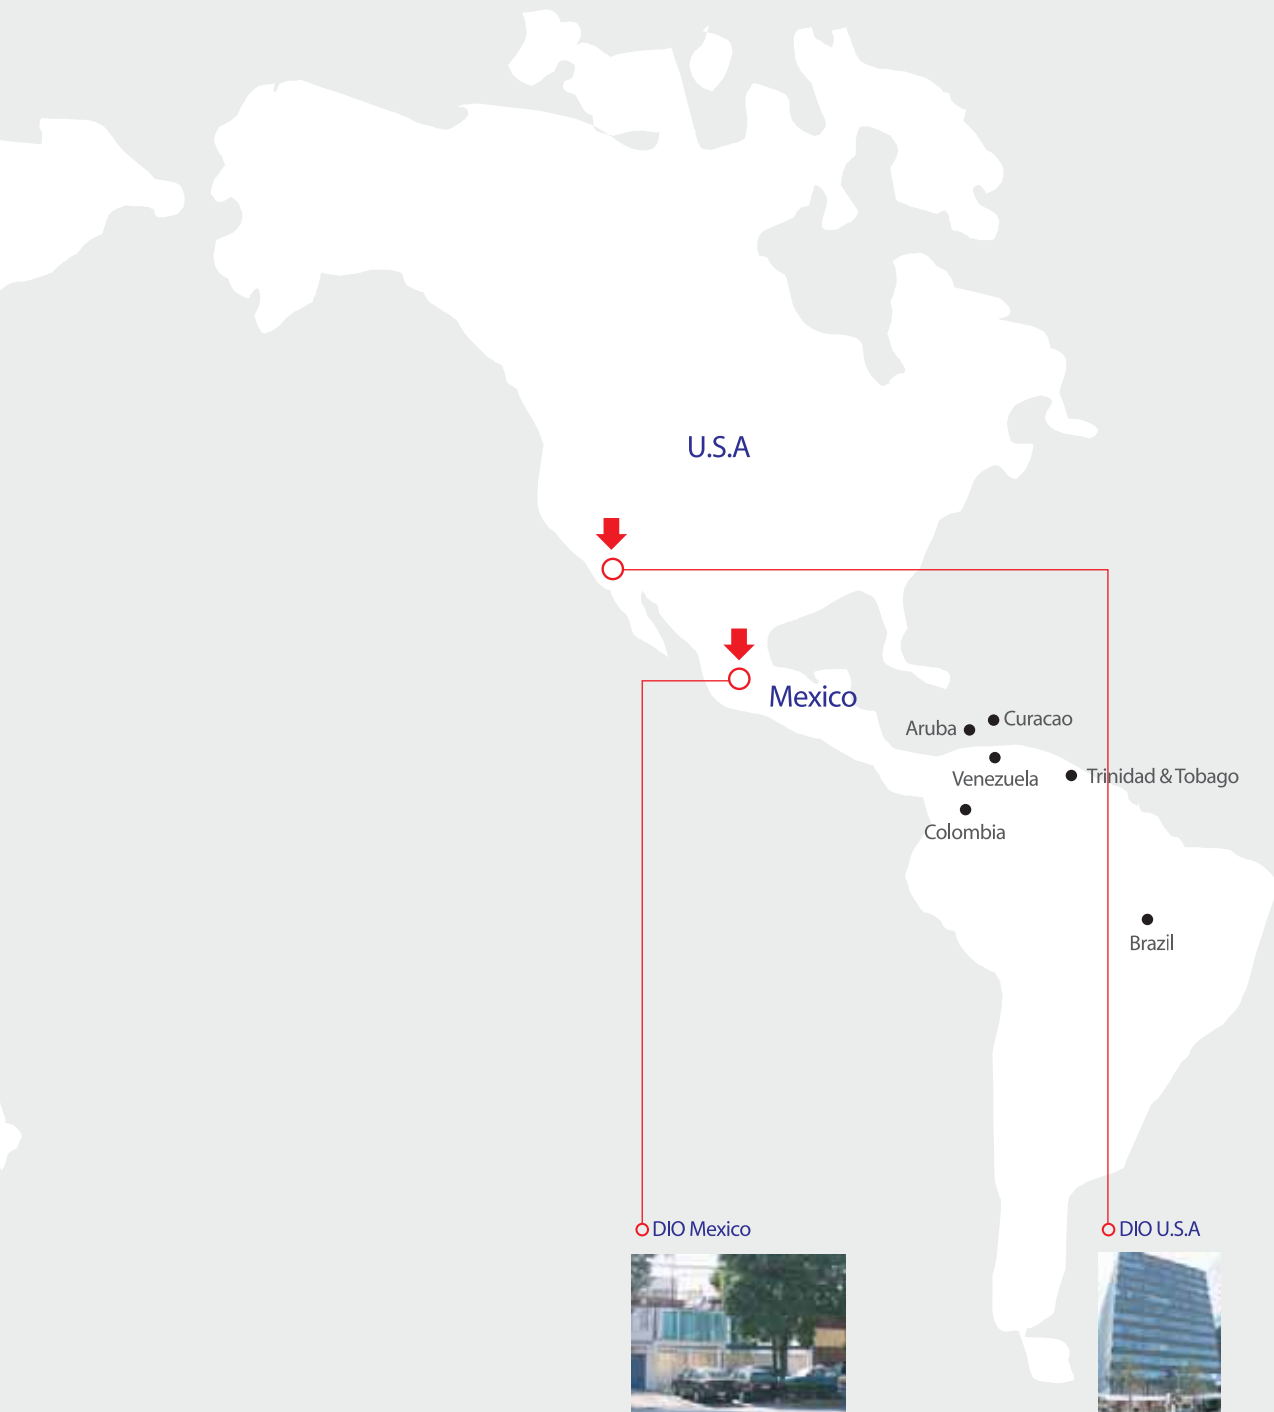 U.S.A
Mexico
Curacao
Aruba
Venezuela
Trinidad & Tobago
Colombia
Brazil
DIO Mexico
DIO U.S.A